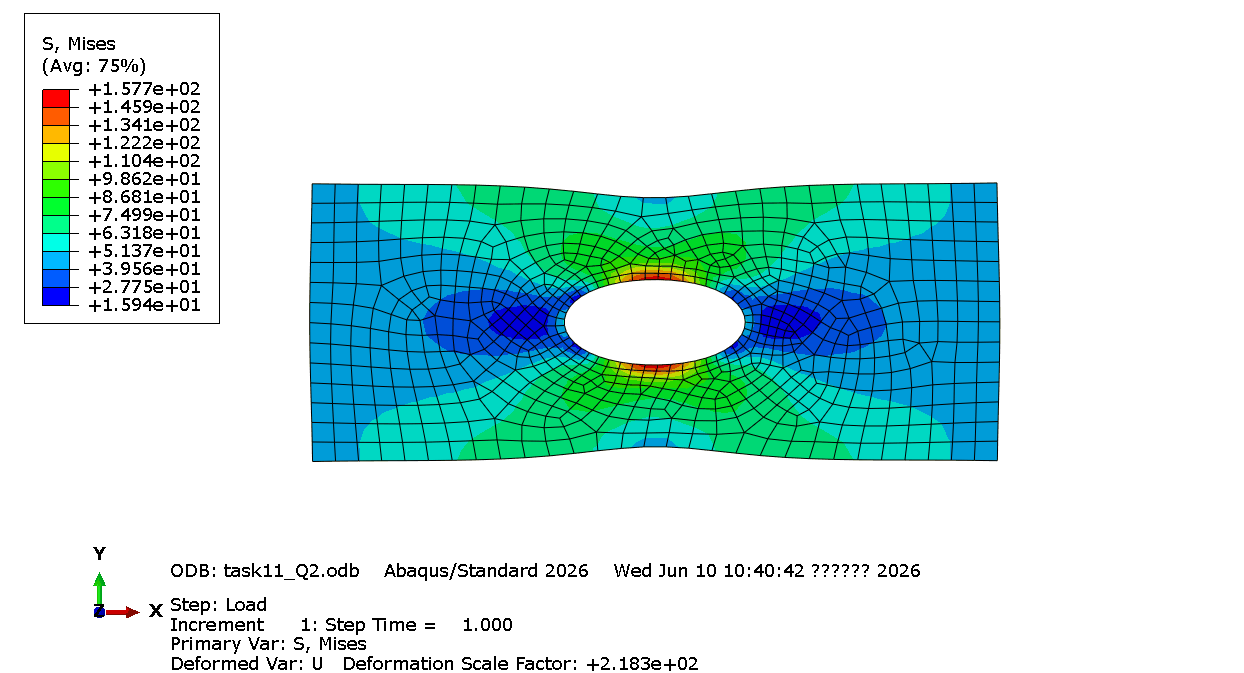 S, Mises
(Avg: 75%)
+1.577e+02
+1.459e+02
+1.341e+02
+1.222e+02
+1.104e+02
+9.862e+01
+8.681e+01
+7.499e+01
+6.318e+01
+5.137e+01
+3.956e+01
+2.775e+01
+1.594e+01
Y
Z X
ODB: task11_Q2.odb Abaqus/Standard 2026 Wed Jun 10 10:40:42 ?????? 2026
Step: Load
Increment 1: Step Time = 1.000
Primary Var: S, Mises
Deformed Var: U Deformation Scale Factor: +2.183e+02